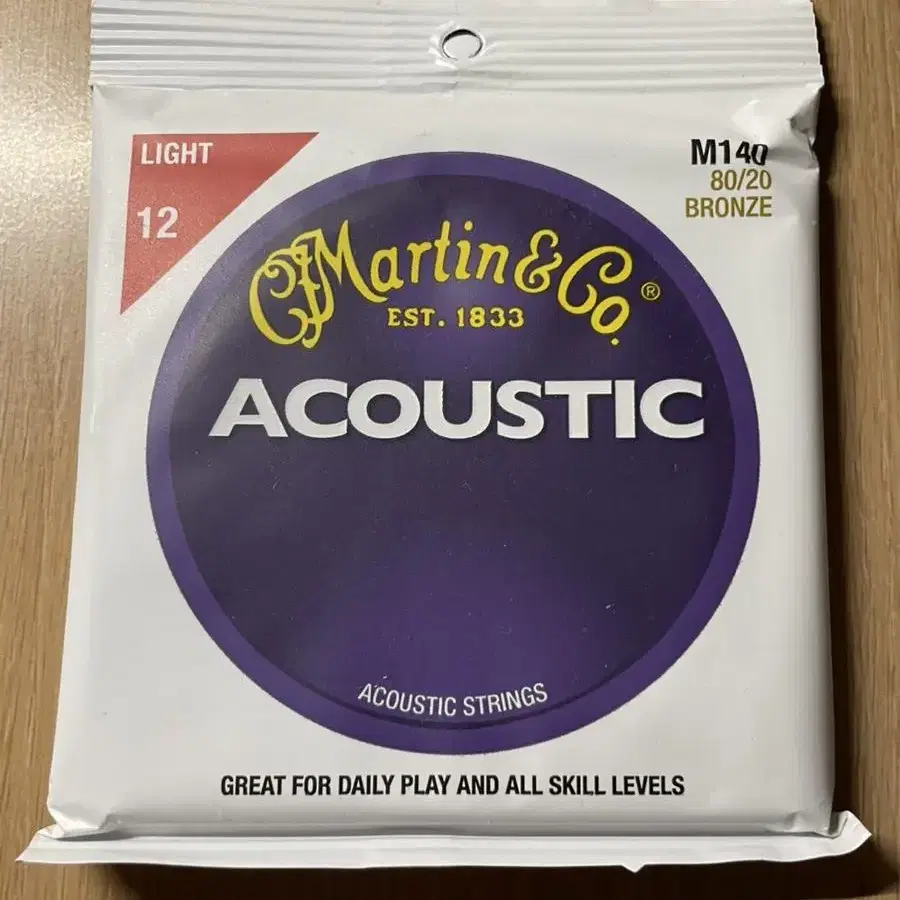 LIGHT
12
M140
80/20
BRONZE
CFMartin & Co.®
EST. 1833
ACOUSTIC
ACOUSTIC STRINGS
GREAT FOR DAILY PLAY AND ALL SKILL LEVELS